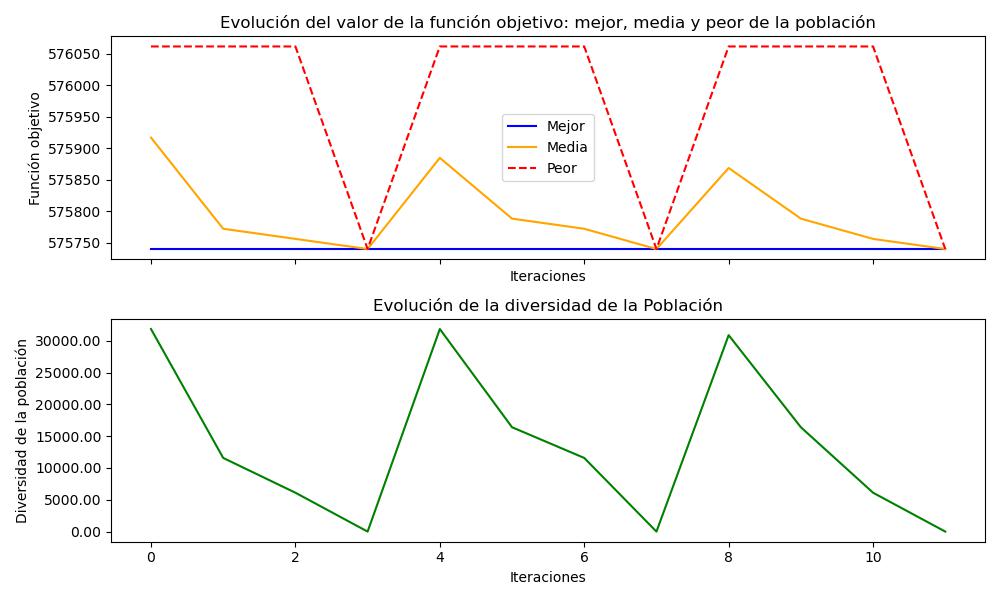 Evolución del valor de la función objetivo: mejor, media y peor de la población
Función objetivo
576050
576000
575950
575900
575850
575800
575750
Mejor
Media
Peor
Iteraciones
Evolución de la diversidad de la Población
Diversidad de la población
30000.00
25000.00
20000.00
15000.00
10000.00
5000.00
0.00
0 2 4 6 8 10
Iteraciones